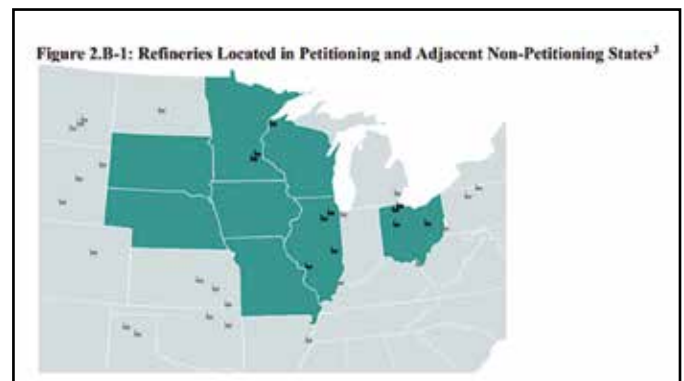 Figure 2.B-1: Refineries Located in Petitioning and Adjacent Non-Petitioning States³